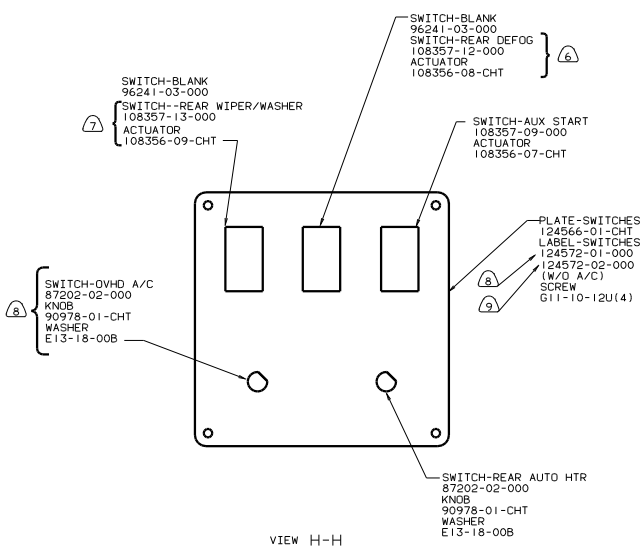 SWITCH-BLANK
96241-03-000
SWITCH-REAR DEFOG
108357-12-000
ACTUATOR
108356-08-CHT
6
SWITCH-BLANK
96241-03-000
SWITCH--REAR WIPER/WASHER
108357-13-000
ACTUATOR
108356-09-CHT
7
SWITCH-AUX START
108357-09-000
ACTUATOR
108356-07-CHT
PLATE-SWITCHES
124566-01-CHT
LABEL-SWITCHES
124572-01-000
124572-02-000
(W/O A/C)
SCREW
G11-10-12U(4)
8
9
SWITCH-OVHD A/C
87202-02-000
KNOB
90978-01-CHT
WASHER
E13-18-00B
8
SWITCH-REAR AUTO HTR
87202-02-000
KNOB
90978-01-CHT
WASHER
E13-18-00B
VIEW H-H